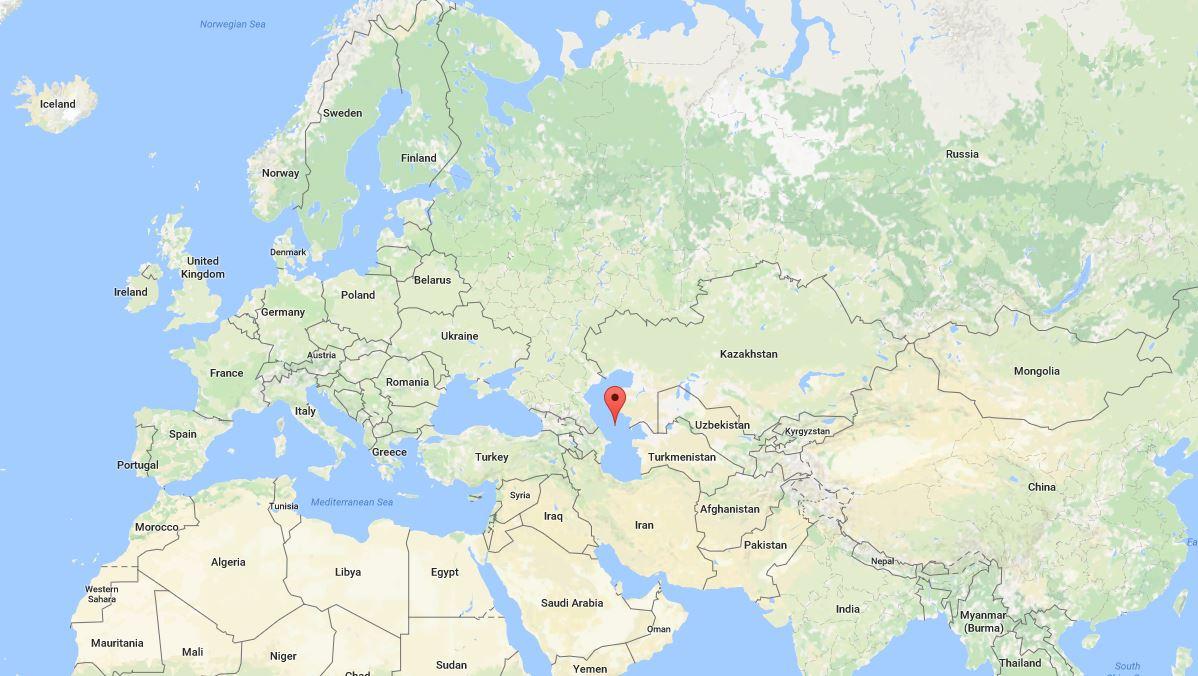 Norwegian Sea
Iceland
Sweden
Finland
Russia
Norway
Denmark
United
Kingdom
Ireland
Belarus
Poland
Germany
Ukraine
Austria
Kazakhstan
France
Mongolia
Romania
Italy
Spain
Uzbekistan
Kyrgyzstan
Greece
Turkey
Turkmenistan
Portugal
China
Syria
Mediterranean Sea
Tunisia
Afghanistan
Iraq
Iran
Morocco
Pakistan
Algeria
Nepal
Libya
Egypt
Western
Sahara
Saudi Arabia
India
Myanmar
(Burma)
Oman
Mauritania
Mali
Niger
Sudan
Yemen
Thailand
South
Chad